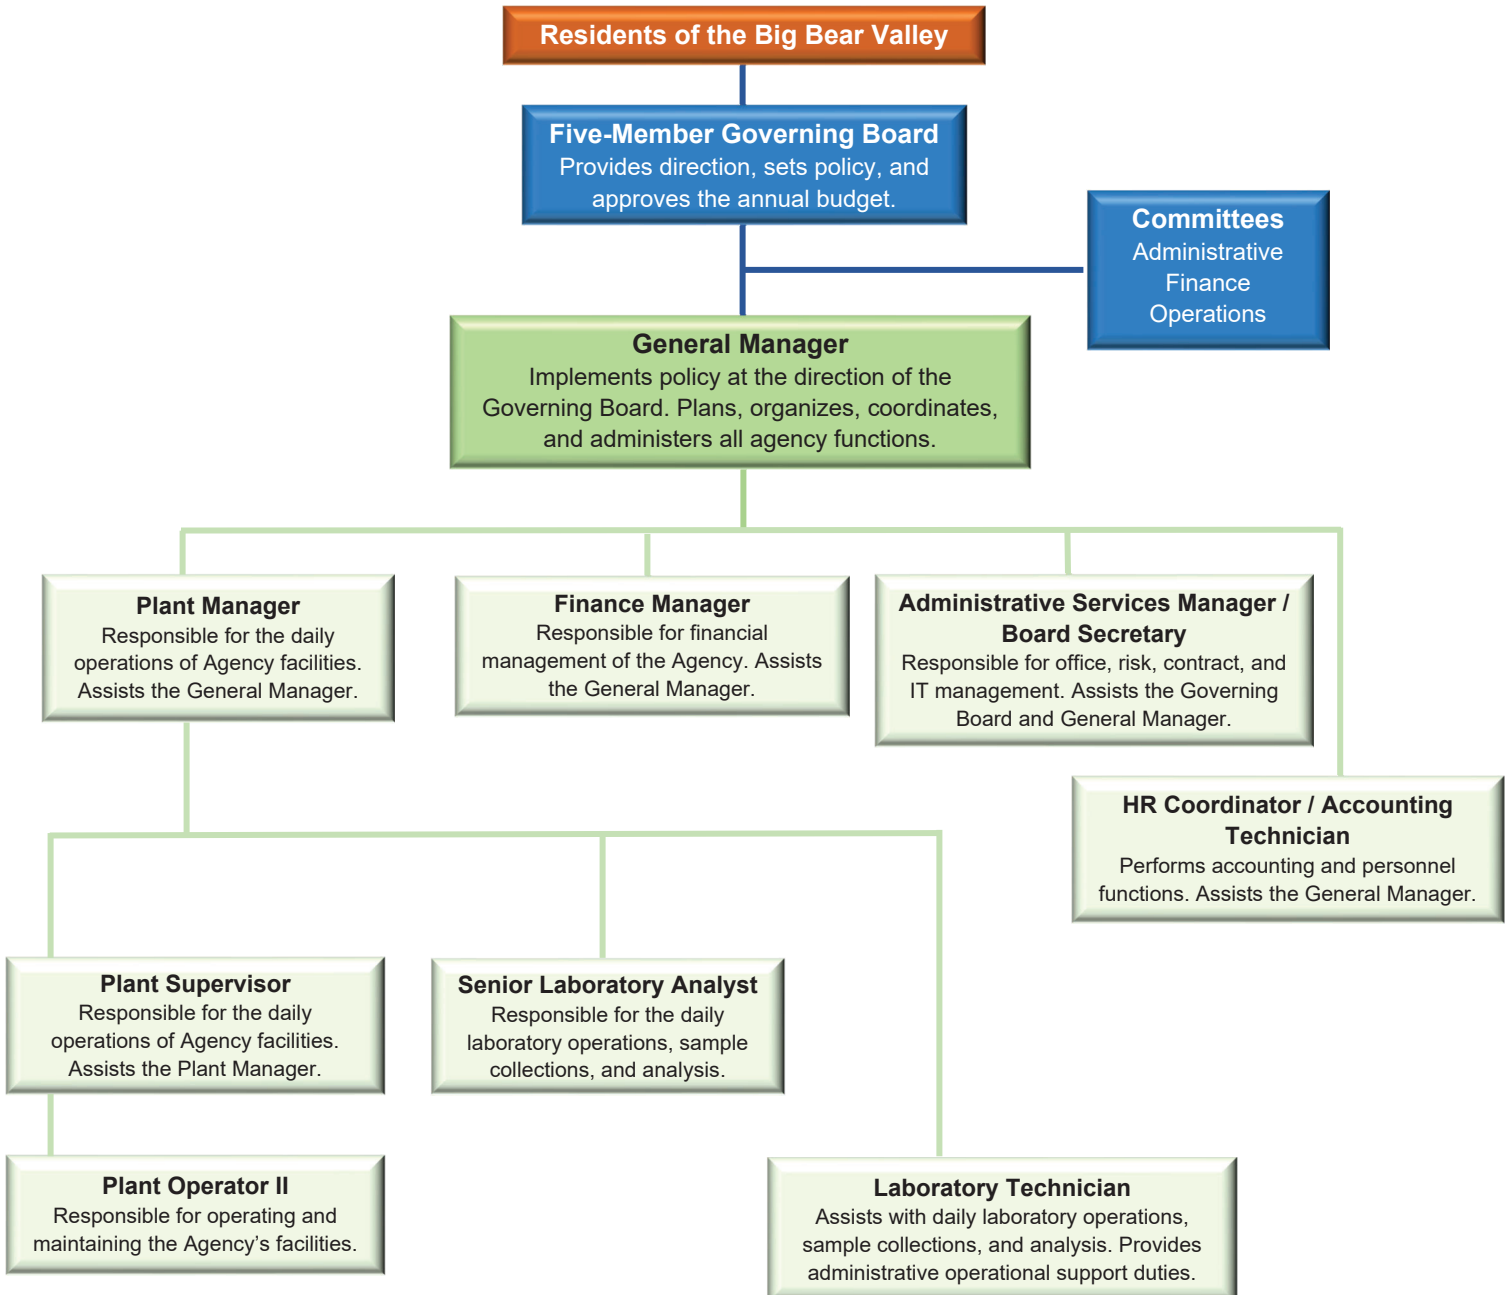 Residents of the Big Bear Valley
Five-Member Governing Board
Provides direction, sets policy, and
approves the annual budget.
Committees
Administrative
Finance
Operations
General Manager
Implements policy at the direction of the
Governing Board. Plans, organizes, coordinates,
and administers all agency functions.
Plant Manager
Responsible for the daily
operations of Agency facilities.
Assists the General Manager.
Finance Manager
Responsible for financial
management of the Agency. Assists
the General Manager.
Administrative Services Manager /
Board Secretary
Responsible for office, risk, contract, and
IT management. Assists the Governing
Board and General Manager.
HR Coordinator / Accounting
Technician
Performs accounting and personnel
functions. Assists the General Manager.
Plant Supervisor
Responsible for the daily
operations of Agency facilities.
Assists the Plant Manager.
Senior Laboratory Analyst
Responsible for the daily
laboratory operations, sample
collections, and analysis.
Plant Operator II
Responsible for operating and
maintaining the Agency’s facilities.
Laboratory Technician
Assists with daily laboratory operations,
sample collections, and analysis. Provides
administrative operational support duties.